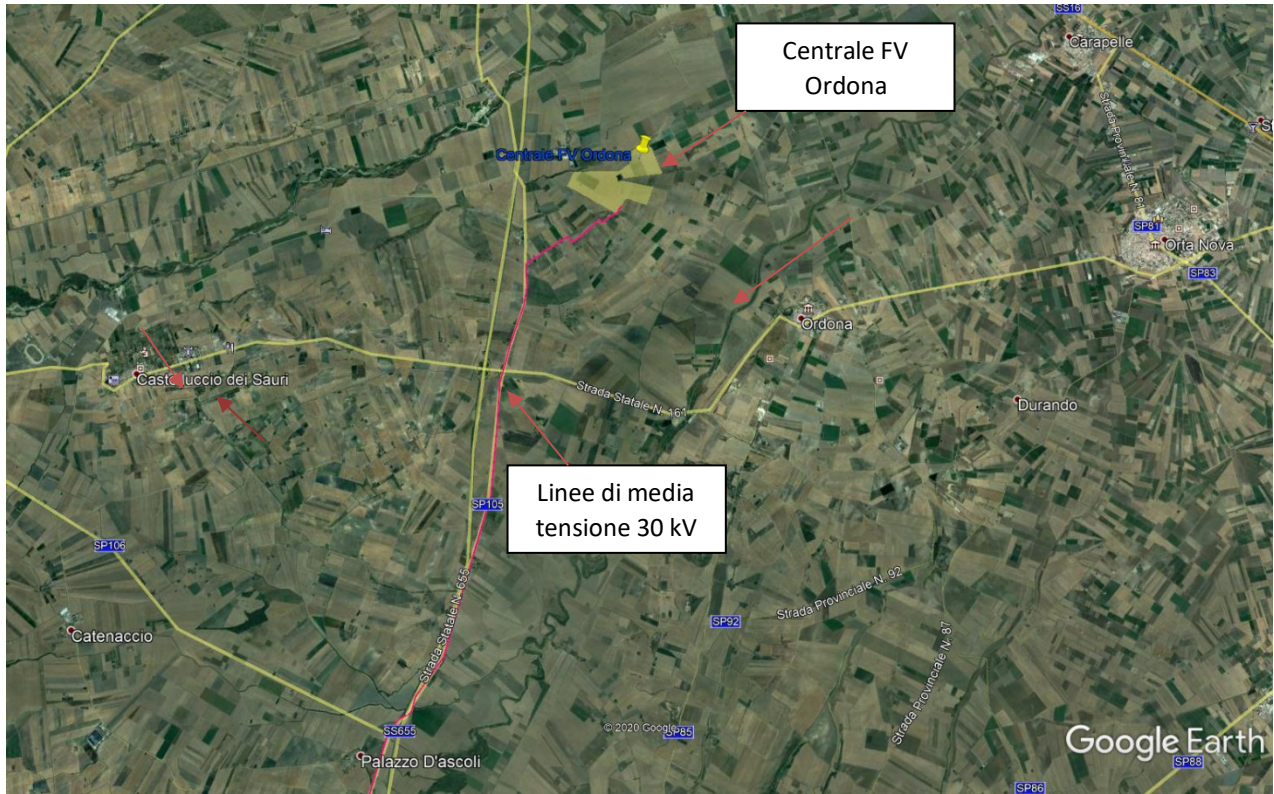 SS16
Carapelle
Centrale FV
Ordona
Strada Provinciale N. 81
Centrale FV Ordona
SP81
Orta Nova
SP83
Ordona
Castelluccio dei Sauri
Strada Statale N. 161
Durando
Linee di media
tensione 30 kV
SP105
SP106
Strada Statale N. 655
Strada Provinciale N. 92
SP92
Catenaccio
Strada Provinciale N. 87
SS655
© 2020 Google
SP85
Google Earth
Palazzo D'ascoli
SP88
SP86